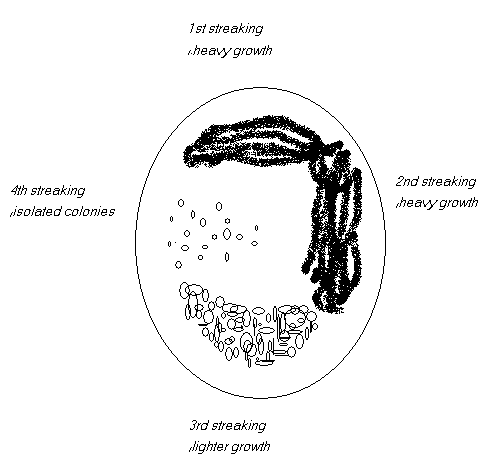 1st streaking
,heavy growth
4th streaking
,isolated colonies
2nd streaking
,heavy growth
3rd streaking
,lighter growth